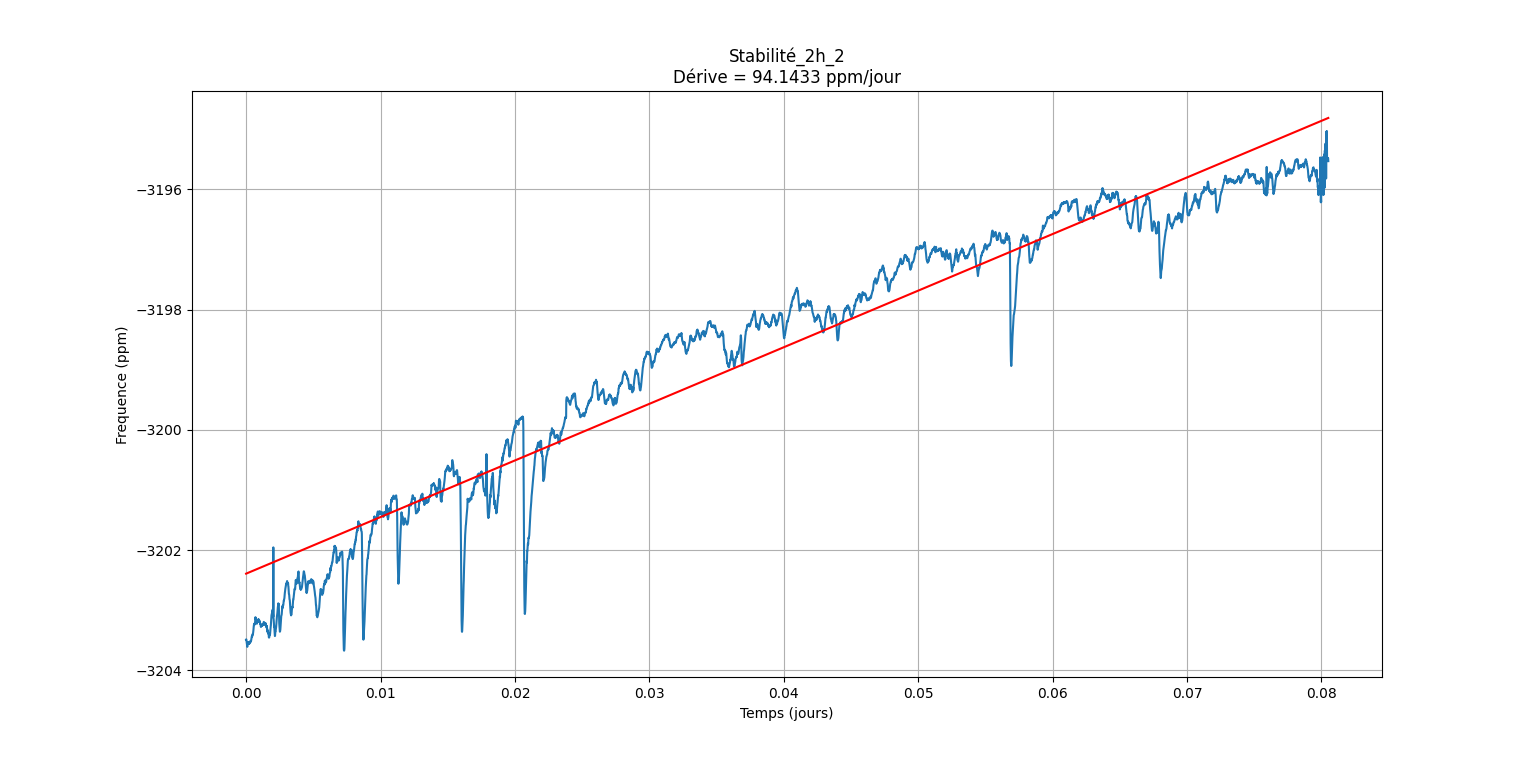 Stabilité_2h_2
Dérive = 94.1433 ppm/jour
Frequence (ppm)
−3196
−3198
−3200
−3202
−3204
0.00 0.01 0.02 0.03 0.04 0.05 0.06 0.07 0.08
Temps (jours)